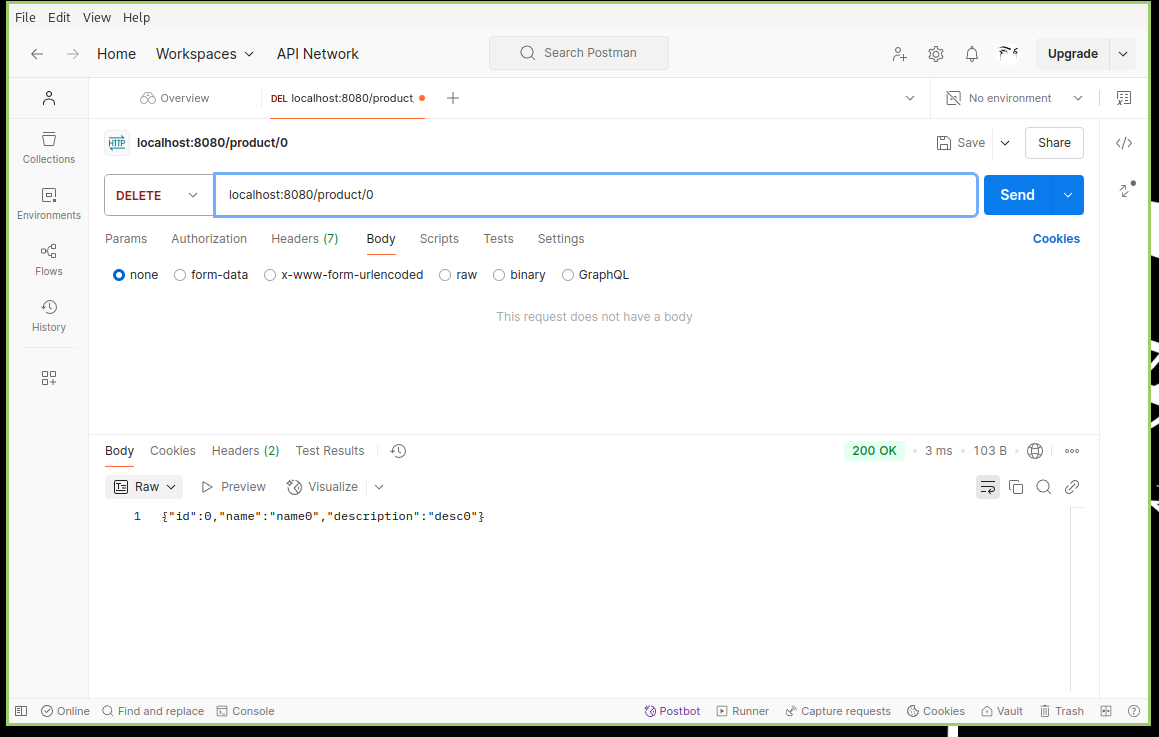 File Edit View Help
Home Workspaces API Network Search Postman Upgrade
Overview DEL localhost:8080/product No environment
HTTP localhost:8080/product/0 Save Share
DELETE localhost:8080/product/0 Send
Params Authorization Headers (7) Body Scripts Tests Settings Cookies
none form-data x-www-form-urlencoded raw binary GraphQL
This request does not have a body
Collections
Environments
Flows
History
Body Cookies Headers (2) Test Results 200 OK • 3 ms • 103 B •
Raw Preview Visualize
1 {"id":0,"name":"name0","description":"desc0"}
Online Find and replace Console Postbot Runner Capture requests Cookies Vault Trash